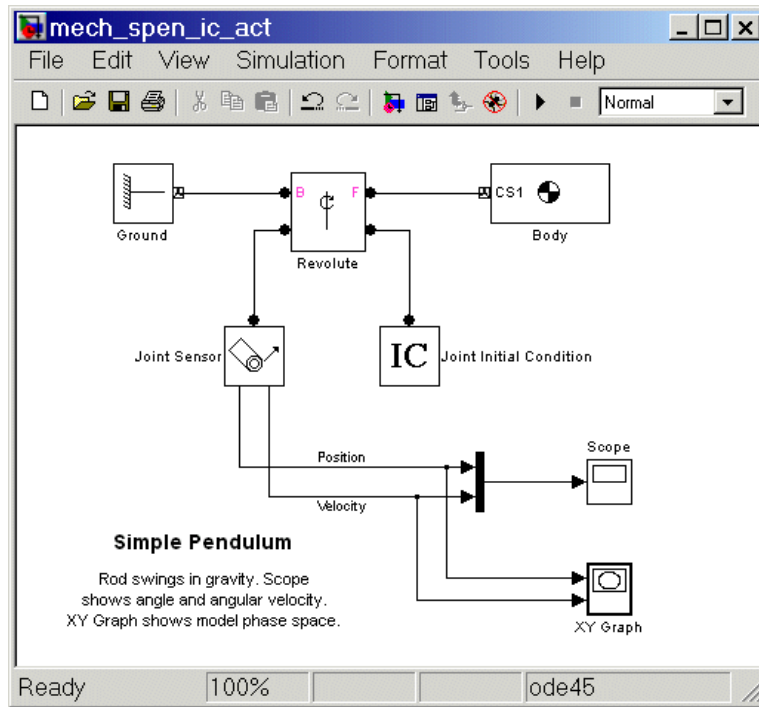 mech_spen_ic_act
File Edit View Simulation Format Tools Help
Normal
B F
CS1
Ground
Body
Revolute
Joint Sensor
IC
Joint Initial Condition
Position
Scope
Velocity
Simple Pendulum
Rod swings in gravity. Scope
shows angle and angular velocity.
XY Graph shows model phase space.
XY Graph
Ready 100% ode45